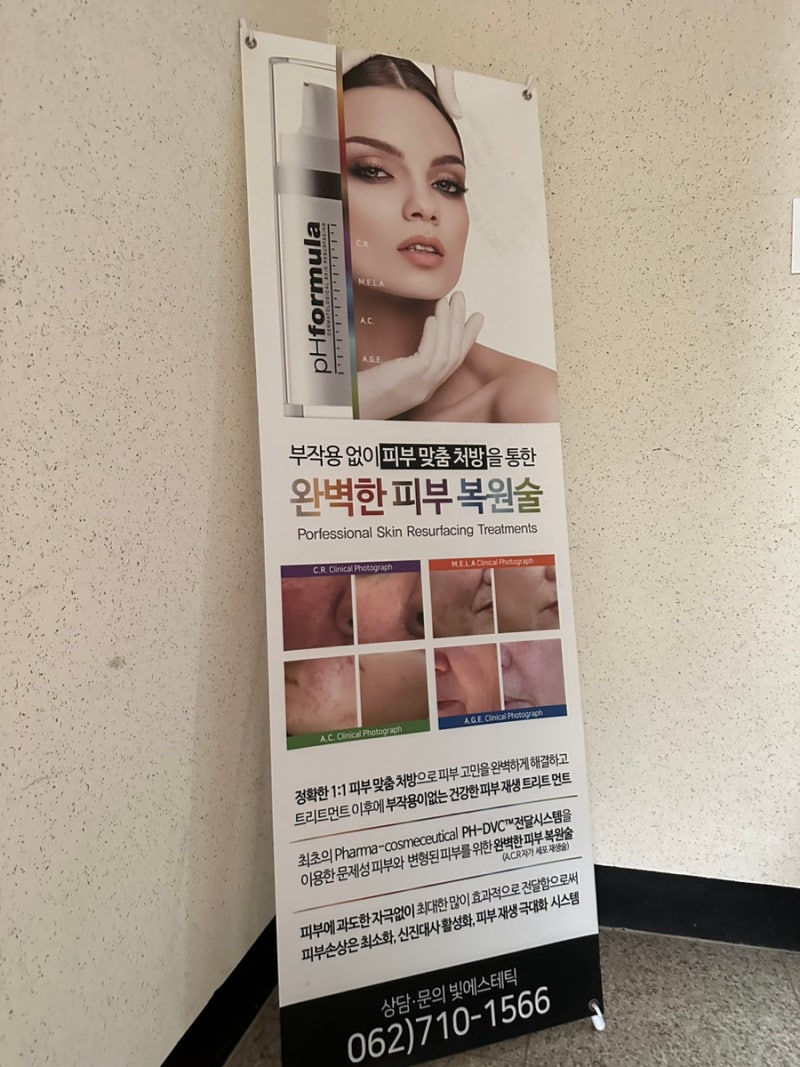 pHformula
DERMATOLOGICAL SKIN RESURFACING
C.R.
M.E.L.A.
A.C.
A.G.E.
부작용 없이 피부 맞춤 처방을 통한
완벽한 피부 복원술
Porfessional Skin Resurfacing Treatments
C.R. Clinical Photograph
M.E.L.A Clinical Photograph
A.C. Clinical Photograph
A.G.E. Clinical Photograph
정확한 1:1 피부 맞춤 처방으로 피부 고민을 완벽하게 해결하고
트리트먼트 이후에 부작용이없는 건강한 피부 재생 트리트 먼트
최초의 Pharma-cosmeceutical PH-DVC™전달시스템을
이용한 문제성 피부와 변형된 피부를 위한 완벽한 피부 복원술
(A.C.R 자가 세포 재생술)
피부에 과도한 자극없이 최대한 많이 효과적으로 전달함으로써
피부손상은 최소화, 신진대사 활성화, 피부 재생 극대화 시스템
상담·문의 빛에스테틱
062)710-1566